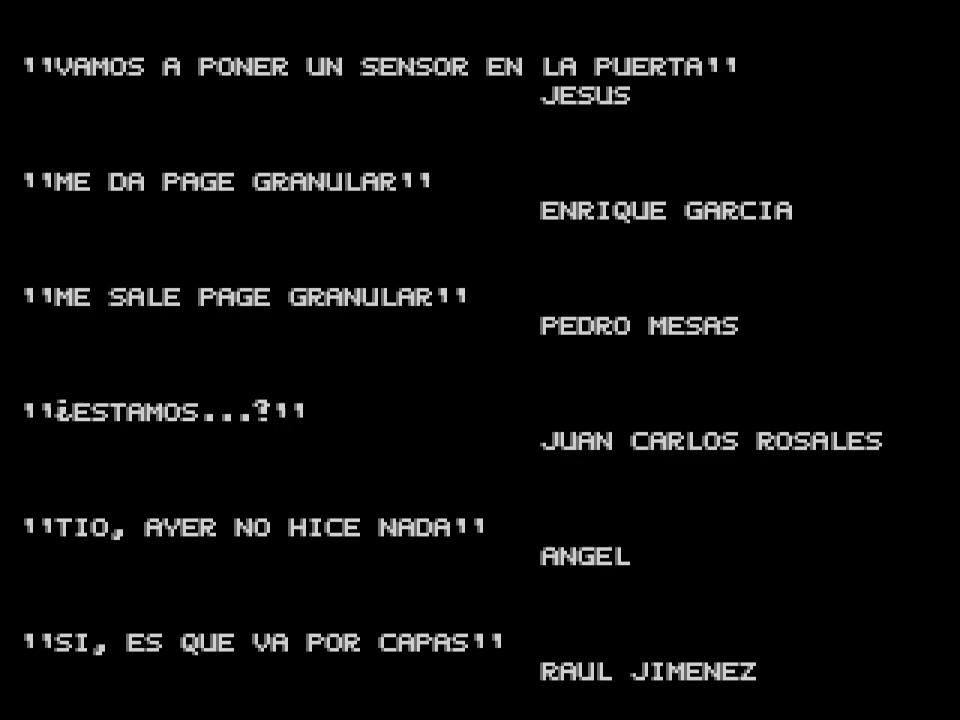 "VAMOS A PONER UN SENSOR EN LA PUERTA"
JESUS
"ME DA PAGE GRANULAR"
ENRIQUE GARCIA
"ME SALE PAGE GRANULAR"
PEDRO MESAS
"¿ESTAMOS...?"
JUAN CARLOS ROSALES
"TIO, AYER NO HICE NADA"
ANGEL
"SI, ES QUE VA POR CAPAS"
RAUL JIMENEZ